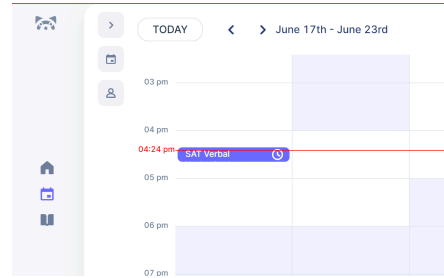 TODAY
June 17th - June 23rd
03 pm
04 pm
04:24 pm
SAT Verbal
05 pm
06 pm
07 pm